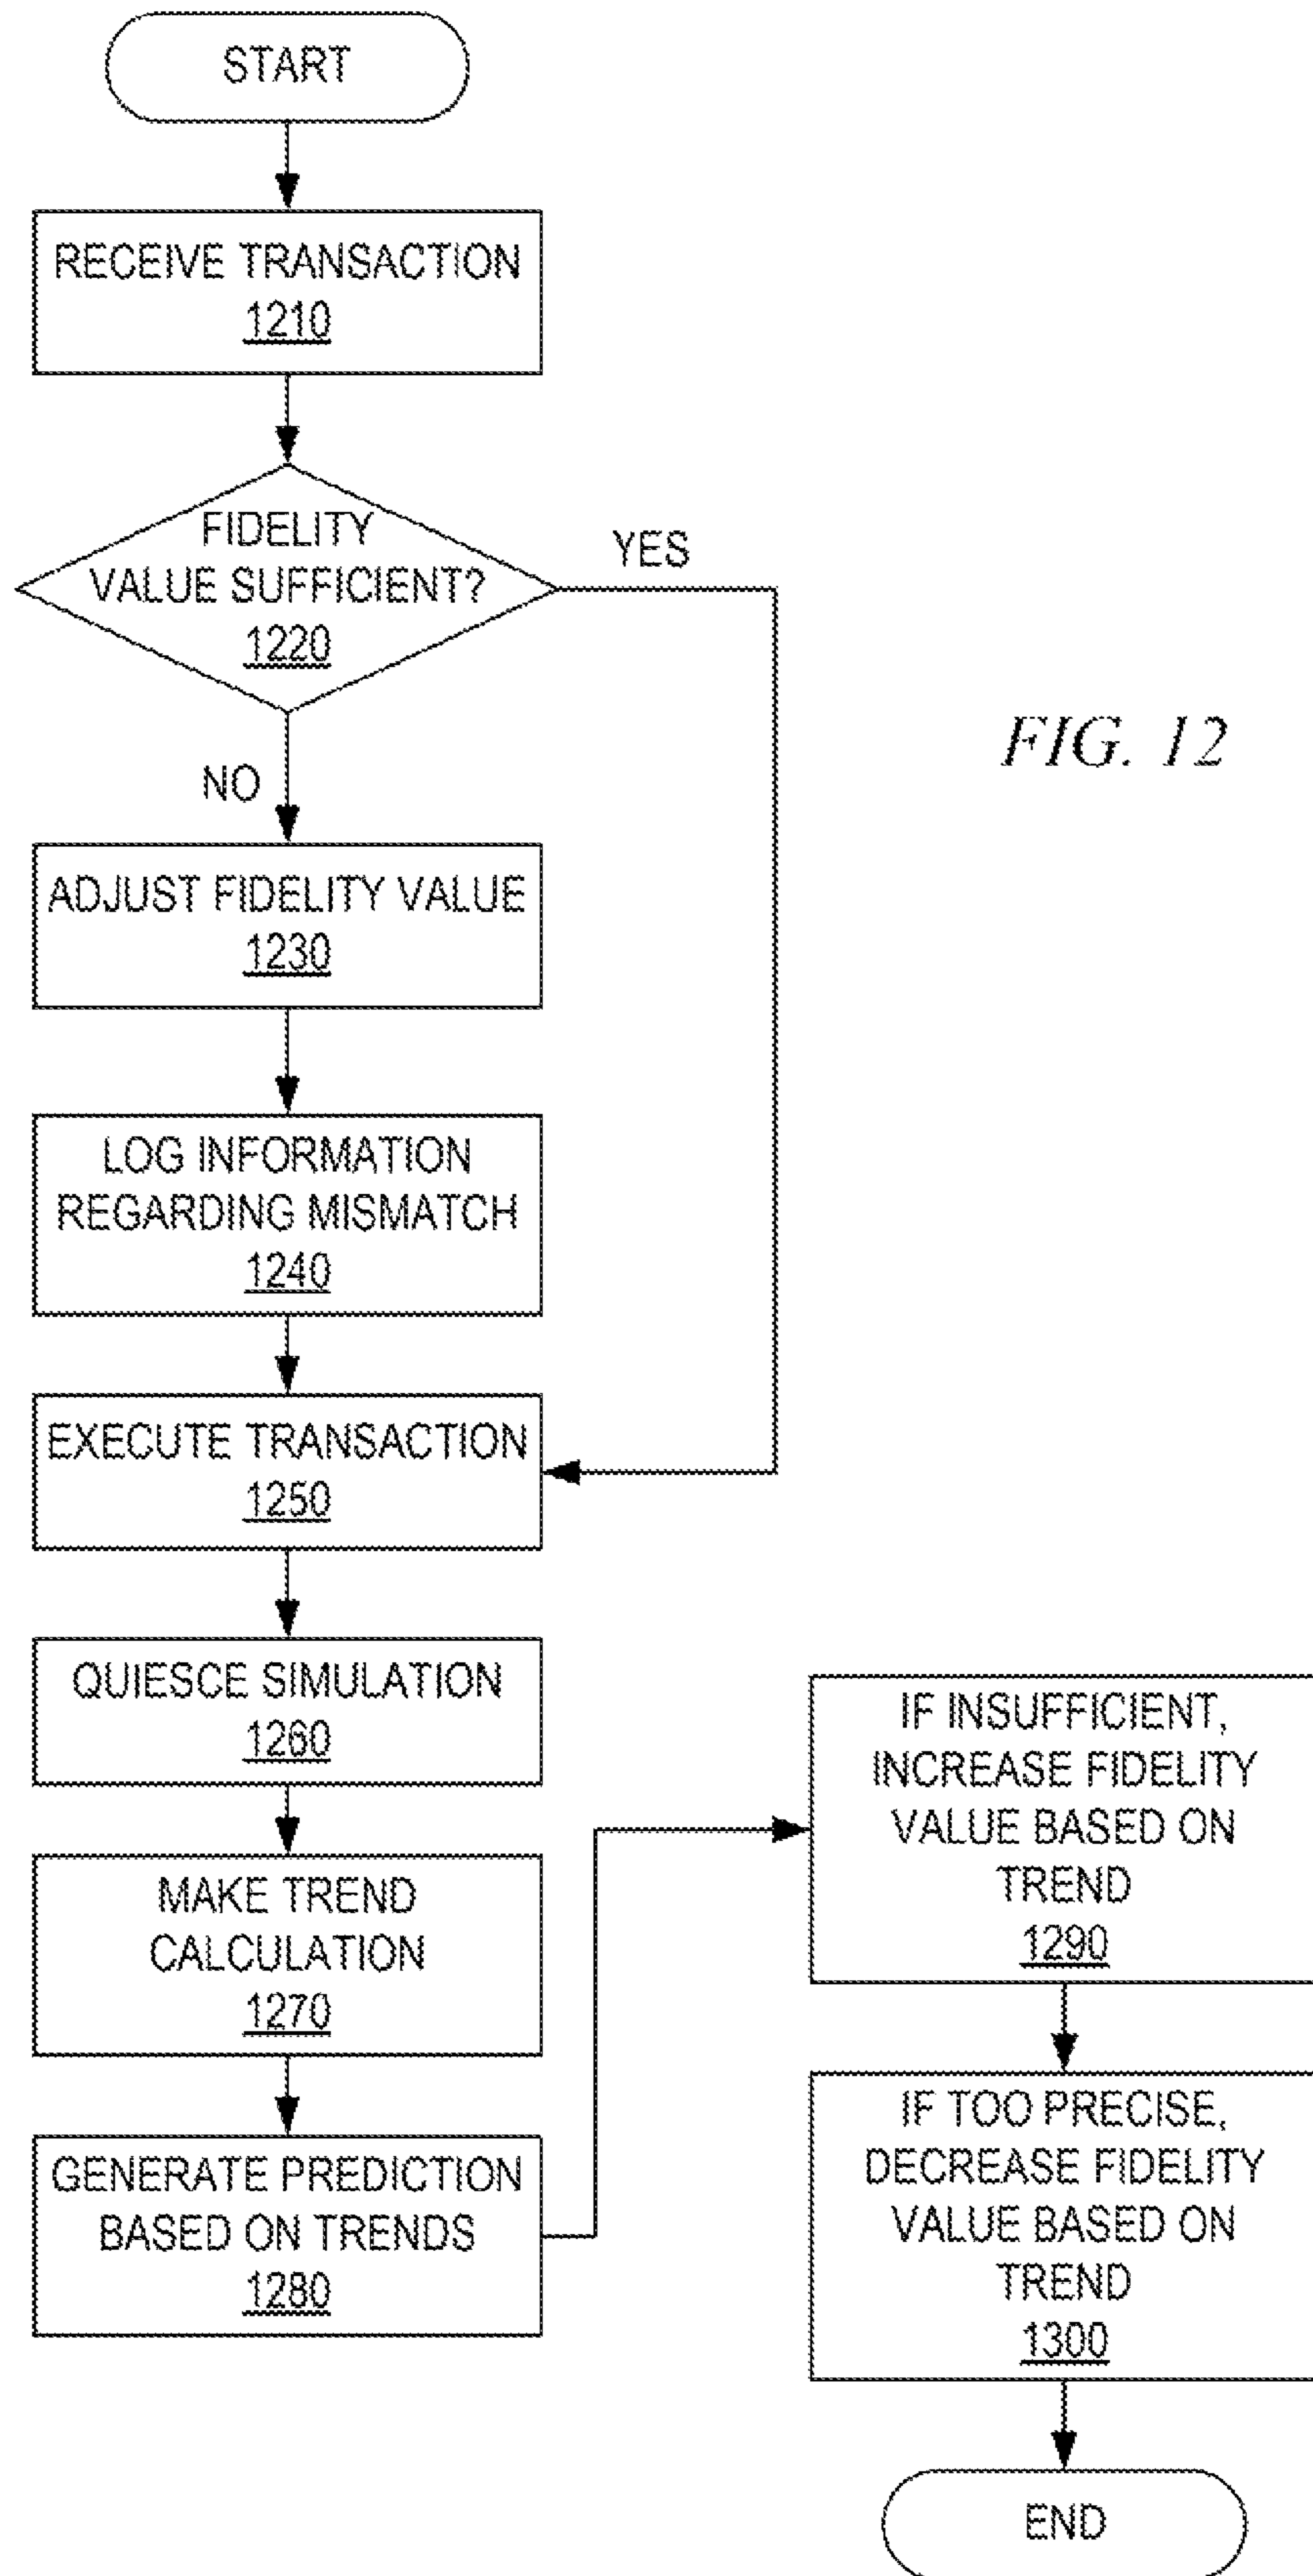 START
RECEIVE TRANSACTION
1210
FIDELITY
VALUE SUFFICIENT?
1220
YES
NO
FIG. 12
ADJUST FIDELITY VALUE
1230
LOG INFORMATION
REGARDING MISMATCH
1240
EXECUTE TRANSACTION
1250
QUIESCE SIMULATION
1260
MAKE TREND
CALCULATION
1270
GENERATE PREDICTION
BASED ON TRENDS
1280
IF INSUFFICIENT,
INCREASE FIDELITY
VALUE BASED ON
TREND
1290
IF TOO PRECISE,
DECREASE FIDELITY
VALUE BASED ON
TREND
1300
END